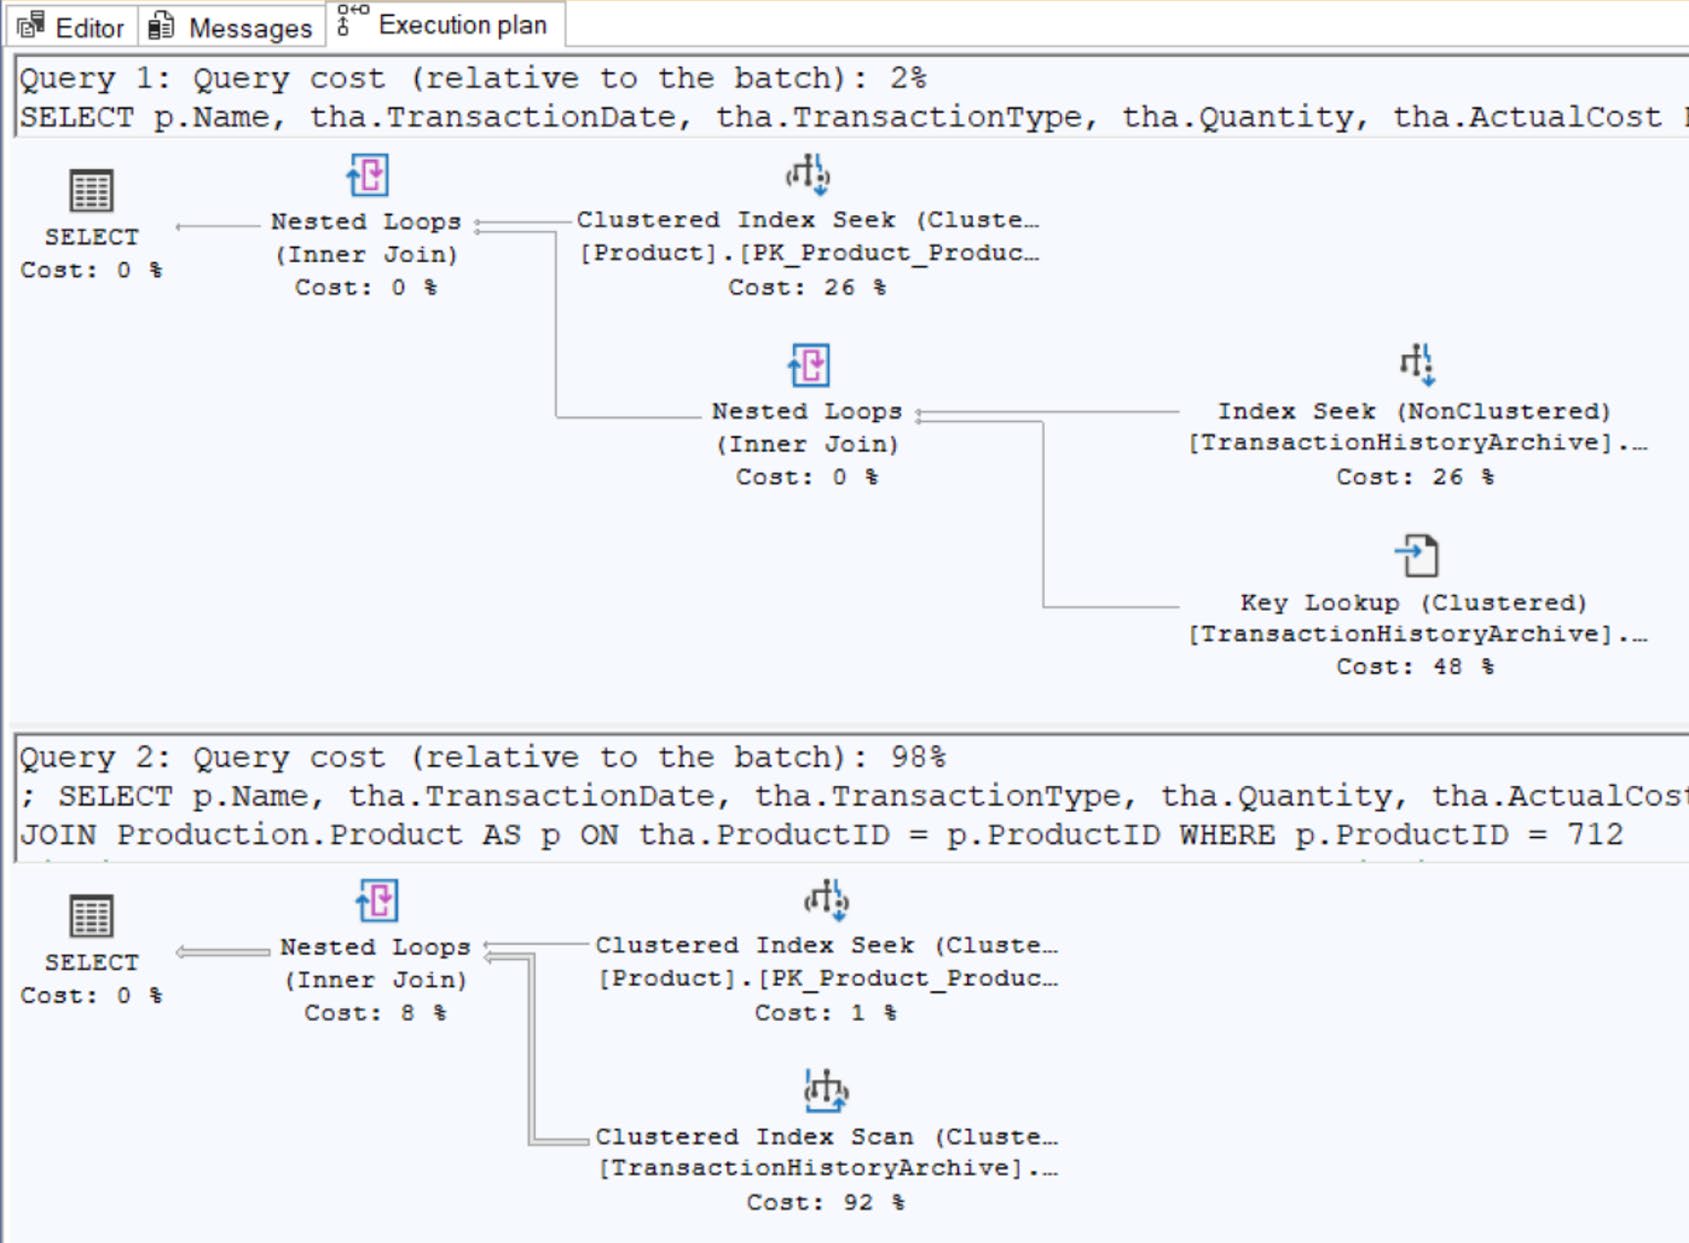 Editor Messages Execution plan
Query 1: Query cost (relative to the batch): 2%
SELECT p.Name, tha.TransactionDate, tha.TransactionType, tha.Quantity, tha.ActualCost
SELECT
Cost: 0 %
Nested Loops
(Inner Join)
Cost: 0 %
Clustered Index Seek (Cluste…
[Product].[PK_Product_Produc…
Cost: 26 %
Nested Loops
(Inner Join)
Cost: 0 %
Index Seek (NonClustered)
[TransactionHistoryArchive].…
Cost: 26 %
Key Lookup (Clustered)
[TransactionHistoryArchive].…
Cost: 48 %
Query 2: Query cost (relative to the batch): 98%
; SELECT p.Name, tha.TransactionDate, tha.TransactionType, tha.Quantity, tha.ActualCost
JOIN Production.Product AS p ON tha.ProductID = p.ProductID WHERE p.ProductID = 712
SELECT
Cost: 0 %
Nested Loops
(Inner Join)
Cost: 8 %
Clustered Index Seek (Cluste…
[Product].[PK_Product_Produc…
Cost: 1 %
Clustered Index Scan (Cluste…
[TransactionHistoryArchive].…
Cost: 92 %